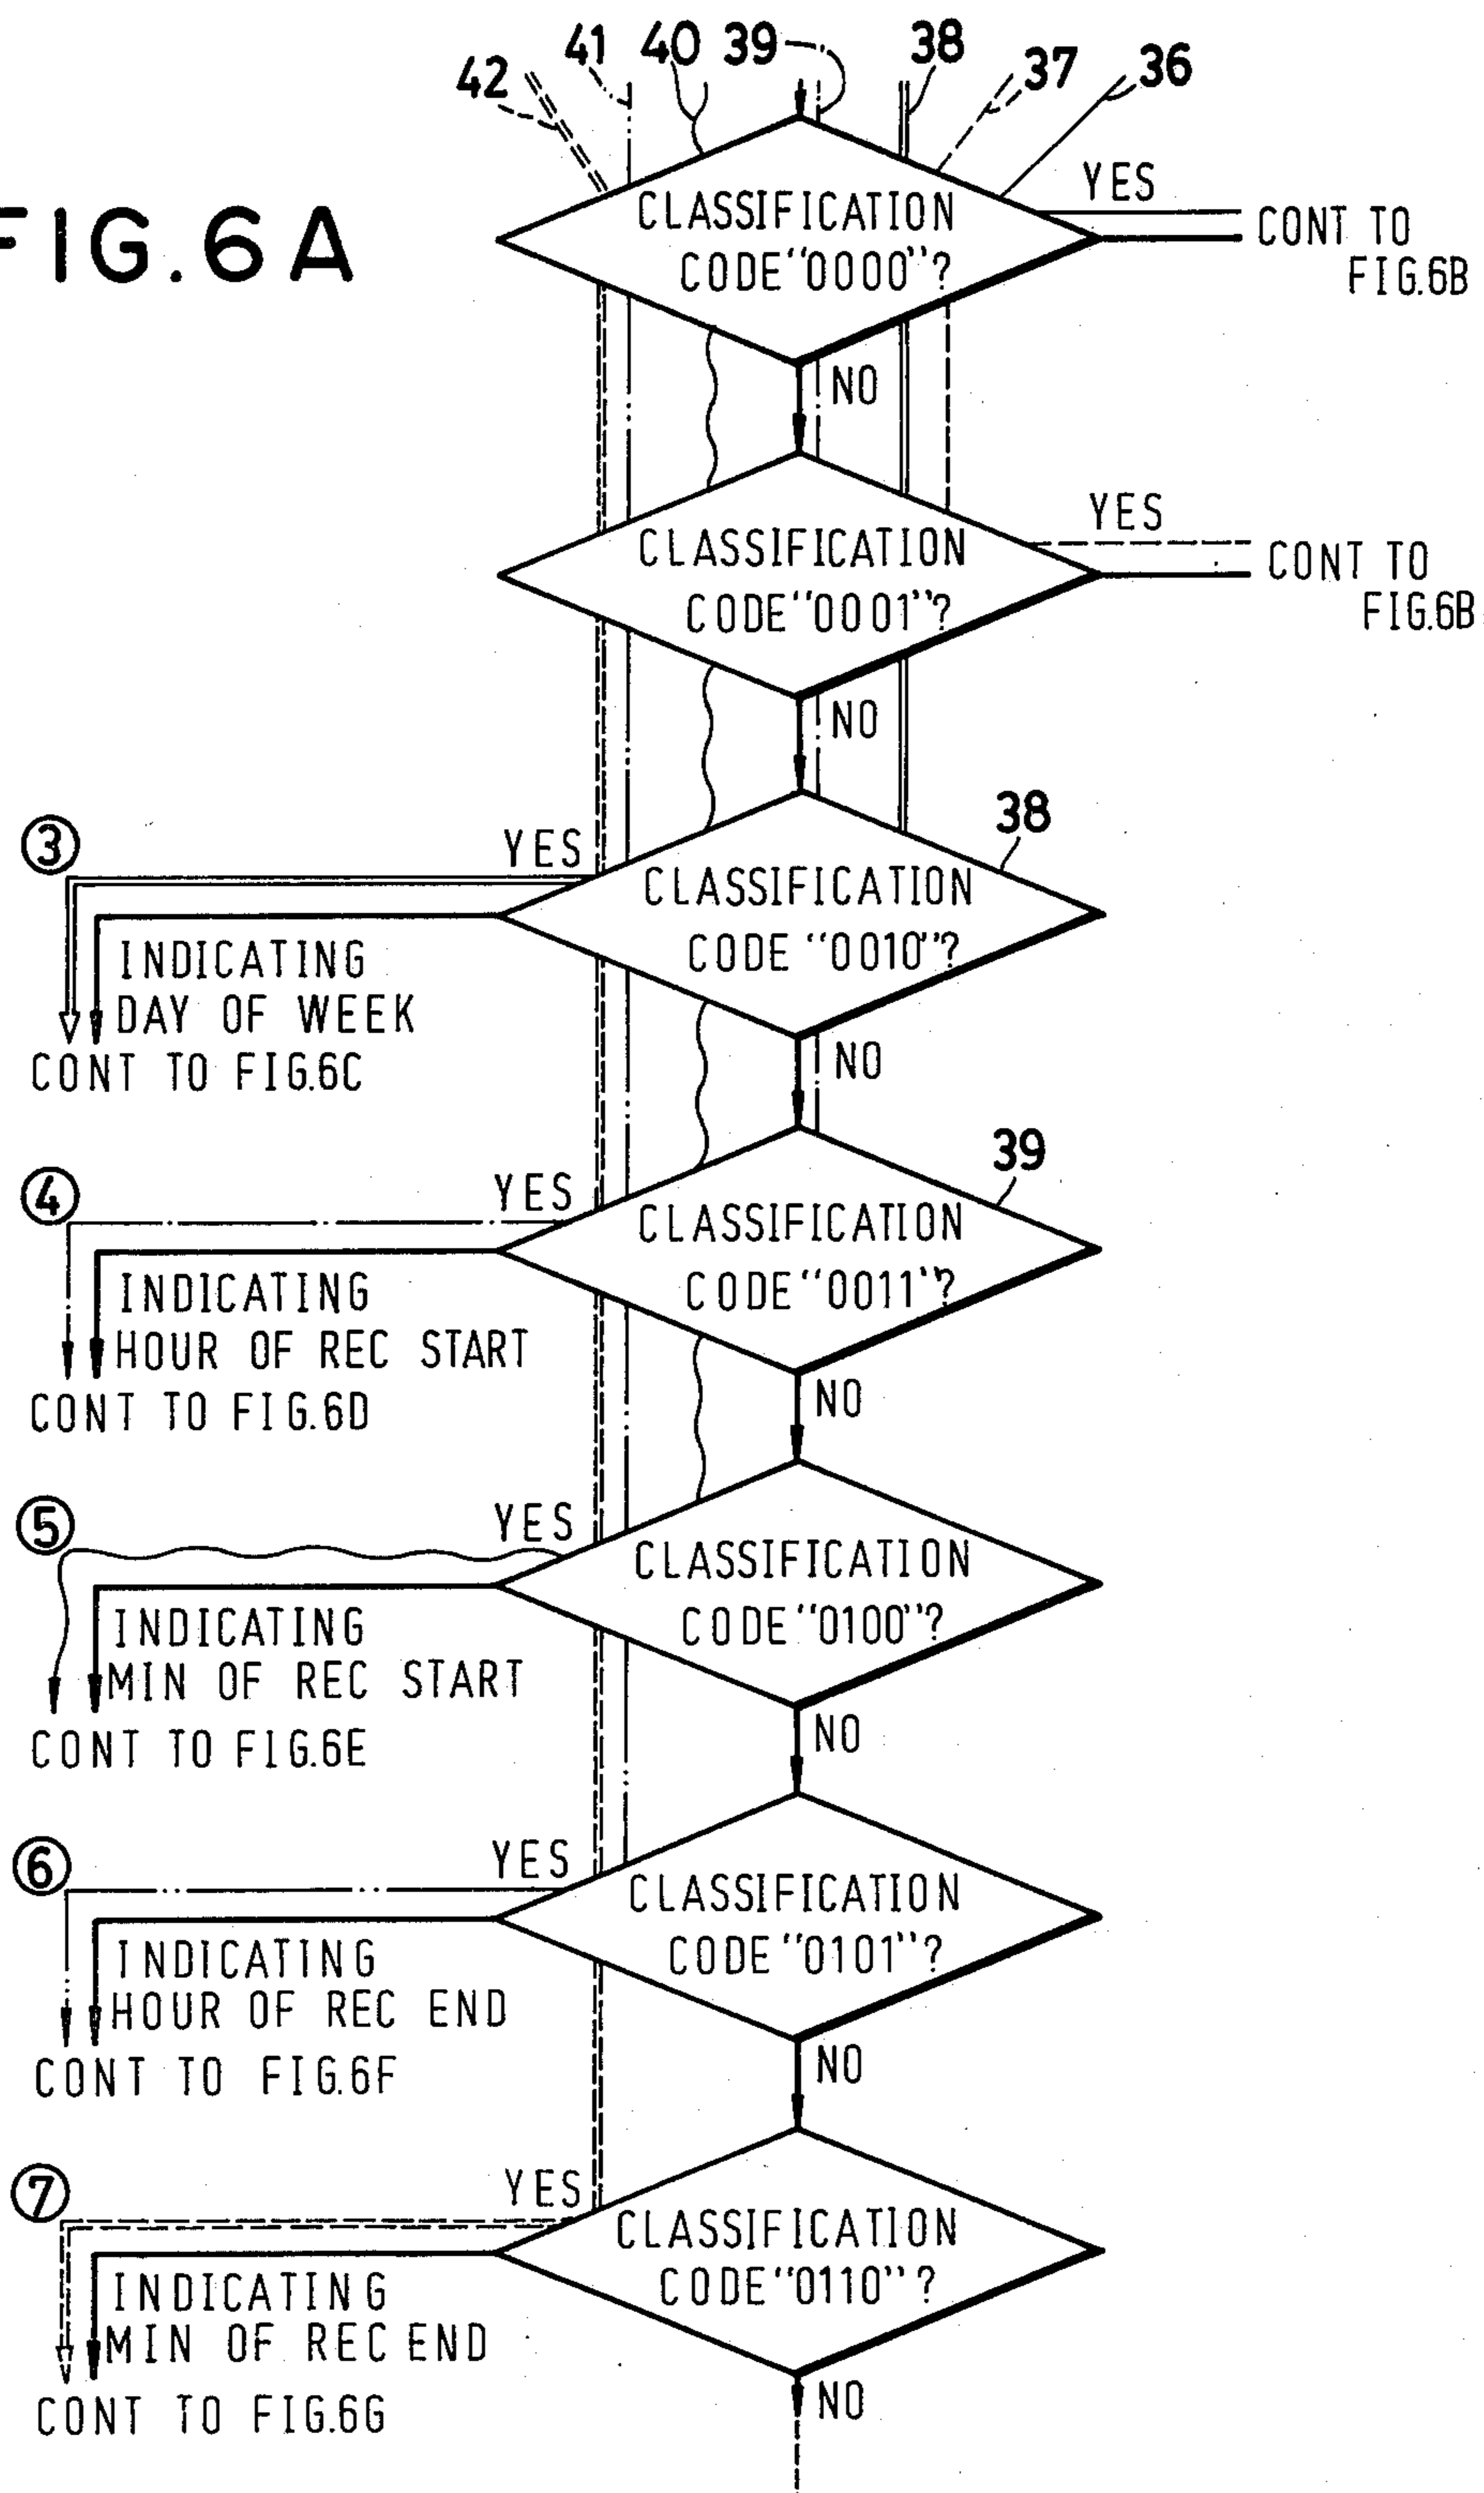 42 41 40 39 38 37 36
FIG. 6A
CLASSIFICATION
CODE "0000"?
YES
CONT TO
FIG.6B
NO
CLASSIFICATION
CODE "0001"?
YES
CONT TO
FIG.6B
NO
38
CLASSIFICATION
CODE "0010"?
③
YES
INDICATING
DAY OF WEEK
CONT TO FIG.6C
NO
39
CLASSIFICATION
CODE "0011"?
④
YES
INDICATING
HOUR OF REC START
CONT TO FIG.6D
NO
CLASSIFICATION
CODE "0100"?
⑤
YES
INDICATING
MIN OF REC START
CONT TO FIG.6E
NO
CLASSIFICATION
CODE "0101"?
⑥
YES
INDICATING
HOUR OF REC END
CONT TO FIG.6F
NO
CLASSIFICATION
CODE "0110"?
⑦
YES
INDICATING
MIN OF REC END
CONT TO FIG.6G
NO